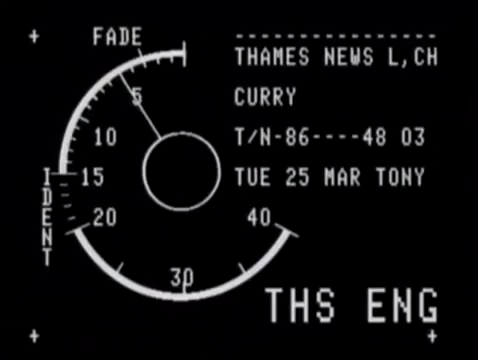 FADE
----------------
THAMES NEWS L,CH
5
CURRY
10
T/N-86----48 03
15
TUE 25 MAR TONY
IDENT
20
40
30
THS ENG